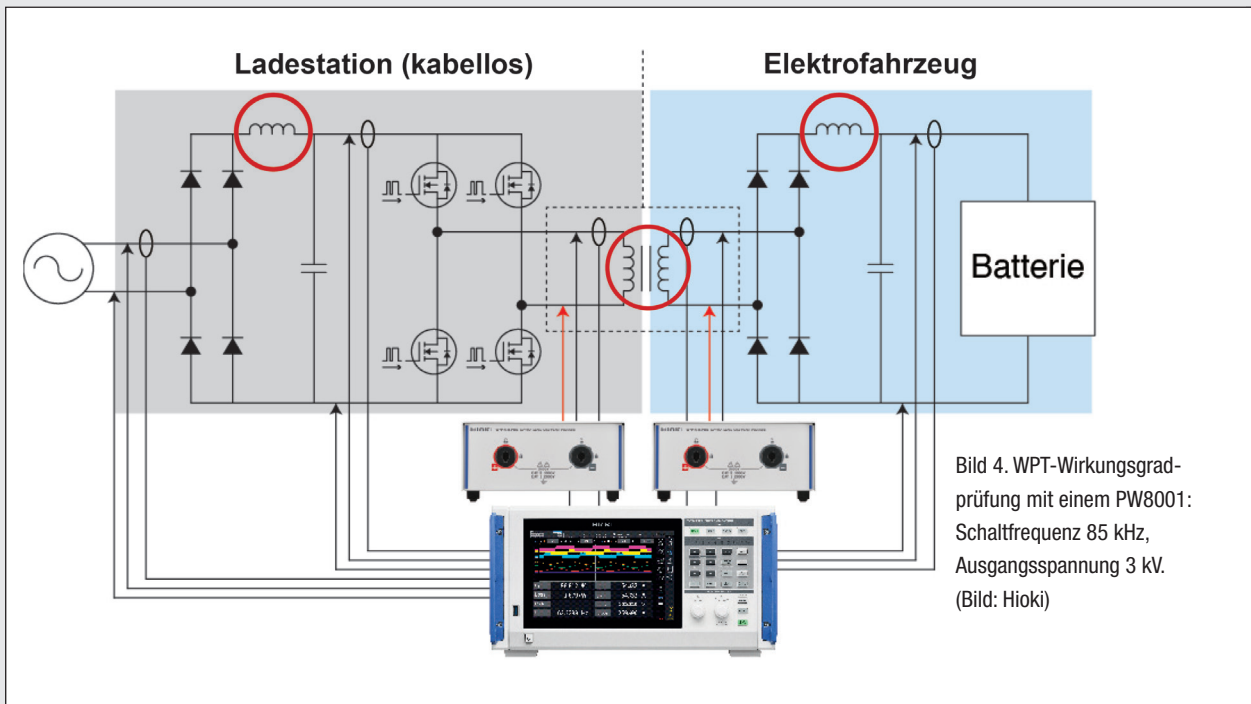 Ladestation (kabellos)
Elektrofahrzeug
Batterie
Bild 4. WPT-Wirkungsgrad-
prüfung mit einem PW8001:
Schaltfrequenz 85 kHz,
Ausgangsspannung 3 kV.
(Bild: Hioki)
HIOKI